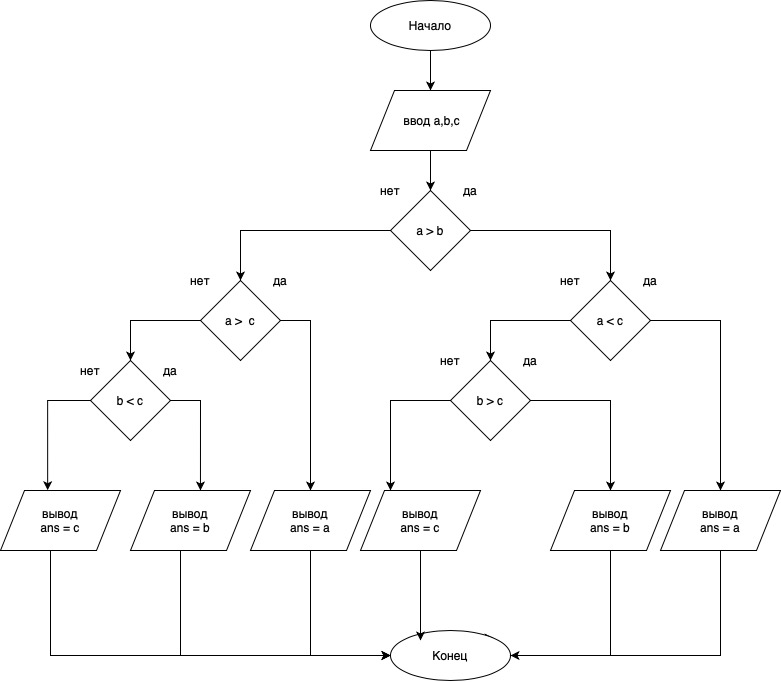 Начало
ввод a,b,c
нет
да
a > b
нет
да
нет
да
a > c
a < c
нет
да
нет
да
b < c
b > c
вывод
ans = c
вывод
ans = b
вывод
ans = a
вывод
ans = c
вывод
ans = b
вывод
ans = a
Конец